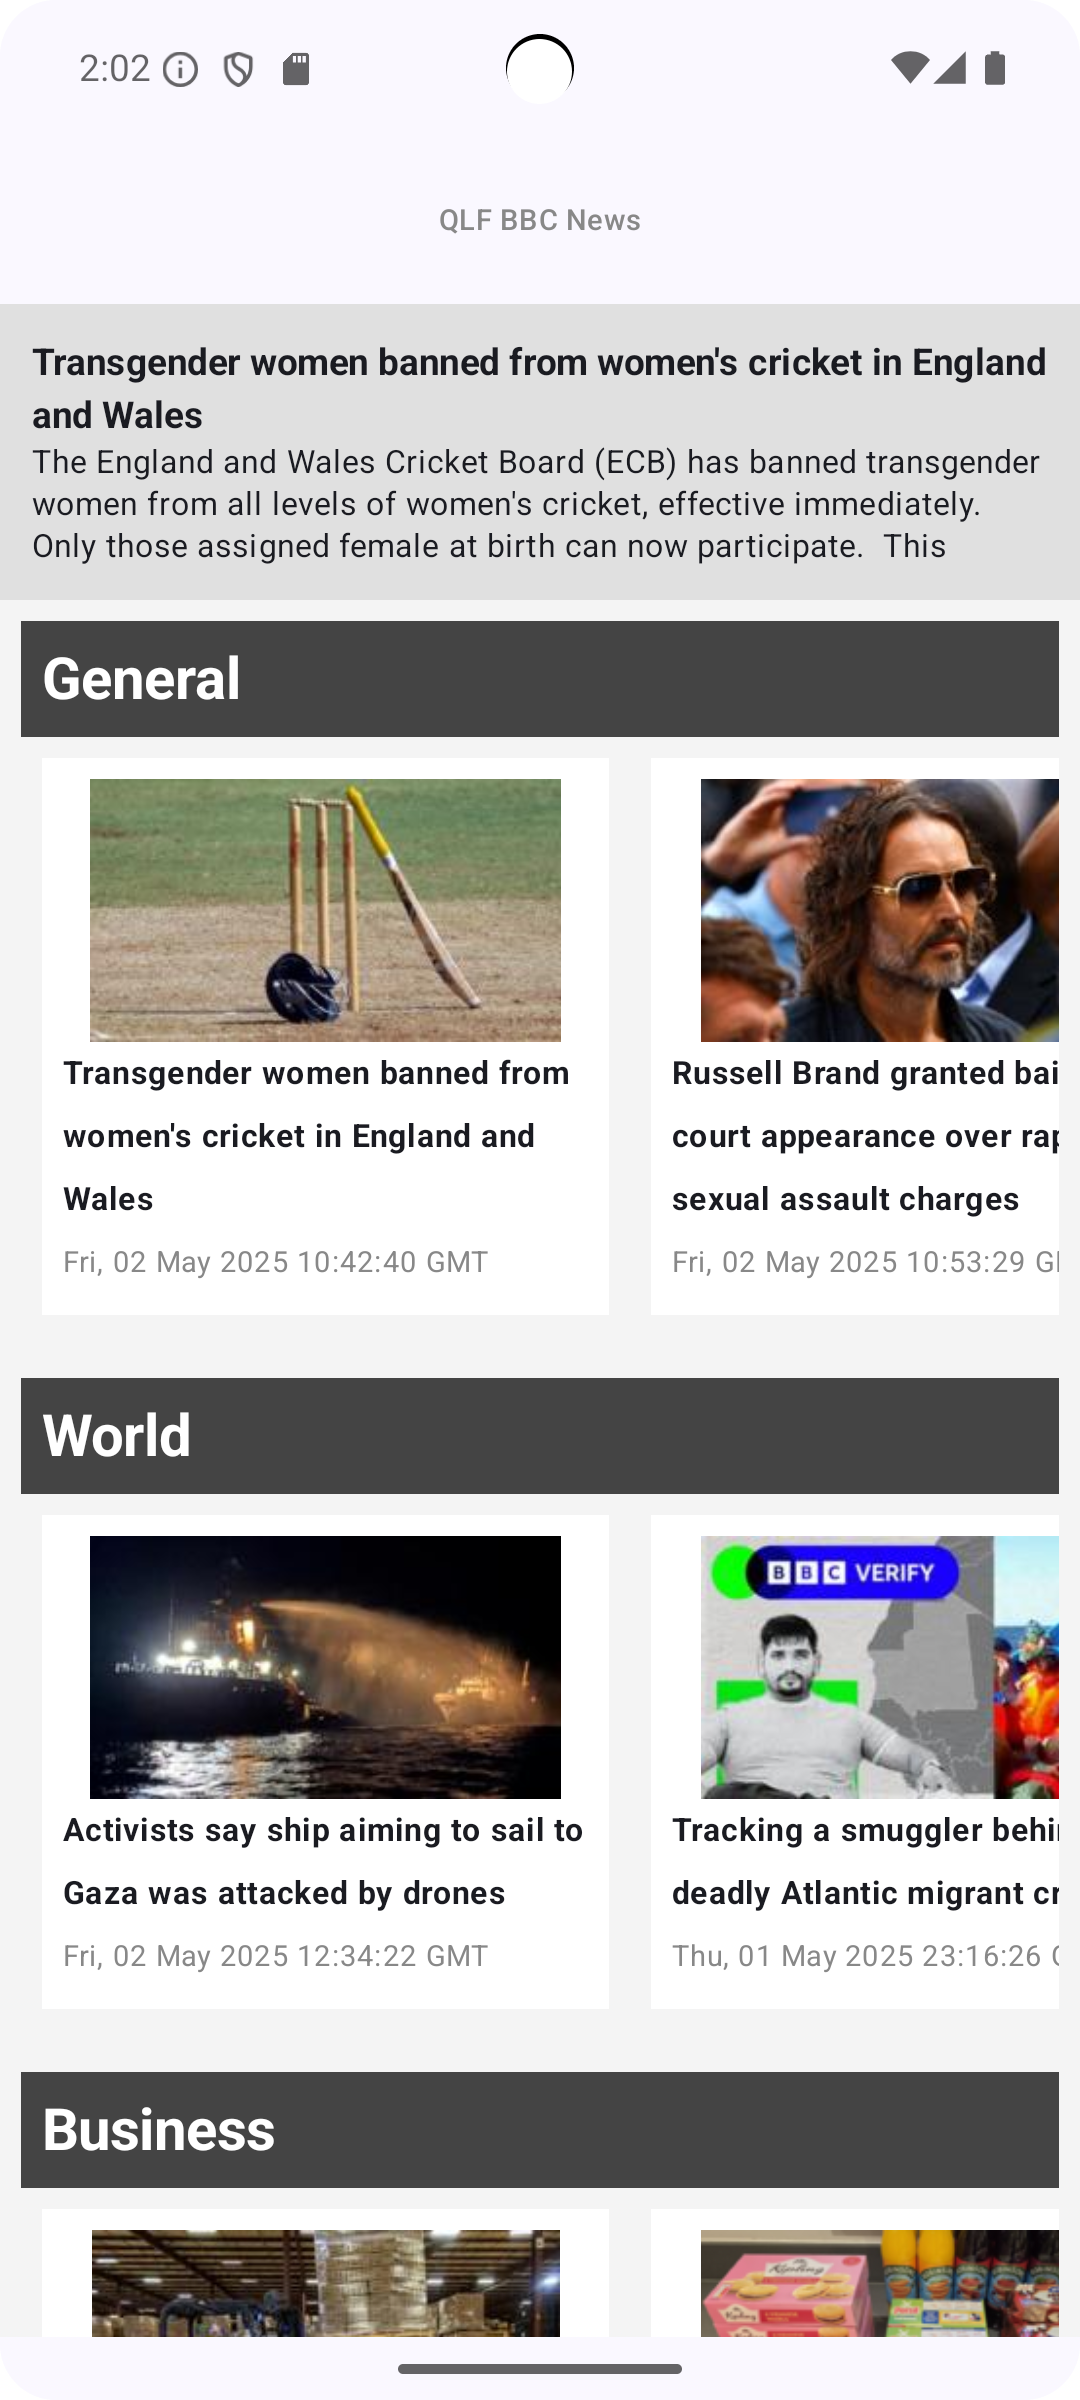 2:02
QLF BBC News
Transgender women banned from women's cricket in England
and Wales
The England and Wales Cricket Board (ECB) has banned transgender
women from all levels of women's cricket, effective immediately.
Only those assigned female at birth can now participate.  This
General
Transgender women banned from
women's cricket in England and
Wales
Fri, 02 May 2025 10:42:40 GMT
Russell Brand granted bai
court appearance over rap
sexual assault charges
Fri, 02 May 2025 10:53:29 G
World
Activists say ship aiming to sail to
Gaza was attacked by drones
Fri, 02 May 2025 12:34:22 GMT
BBC VERIFY
Tracking a smuggler behi
deadly Atlantic migrant cr
Thu, 01 May 2025 23:16:26
Business
Kipling